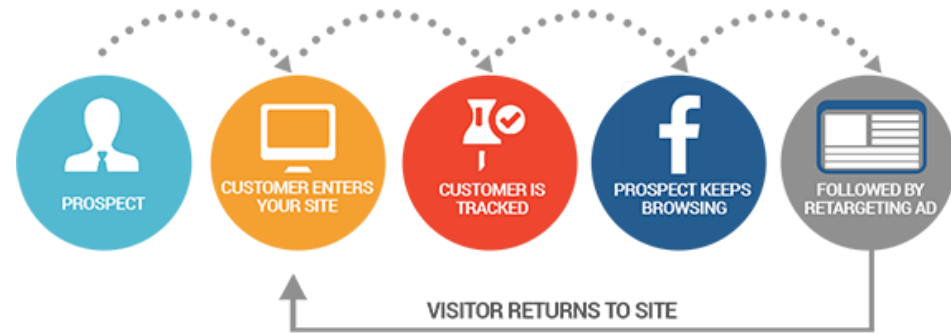 PROSPECT
CUSTOMER ENTERS
YOUR SITE
CUSTOMER IS
TRACKED
PROSPECT KEEPS
BROWSING
FOLLOWED BY
RETARGETING AD
VISITOR RETURNS TO SITE